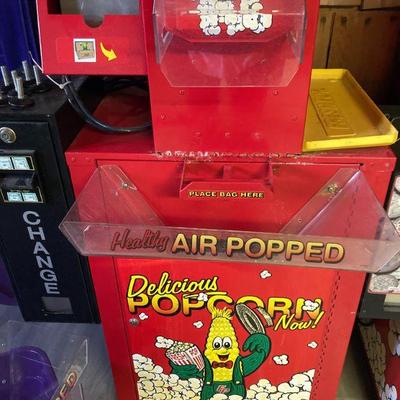 PLACE BAG HERE
Healthy AIR POPPED
Delicious
POPCORN
Now!
CHANGE